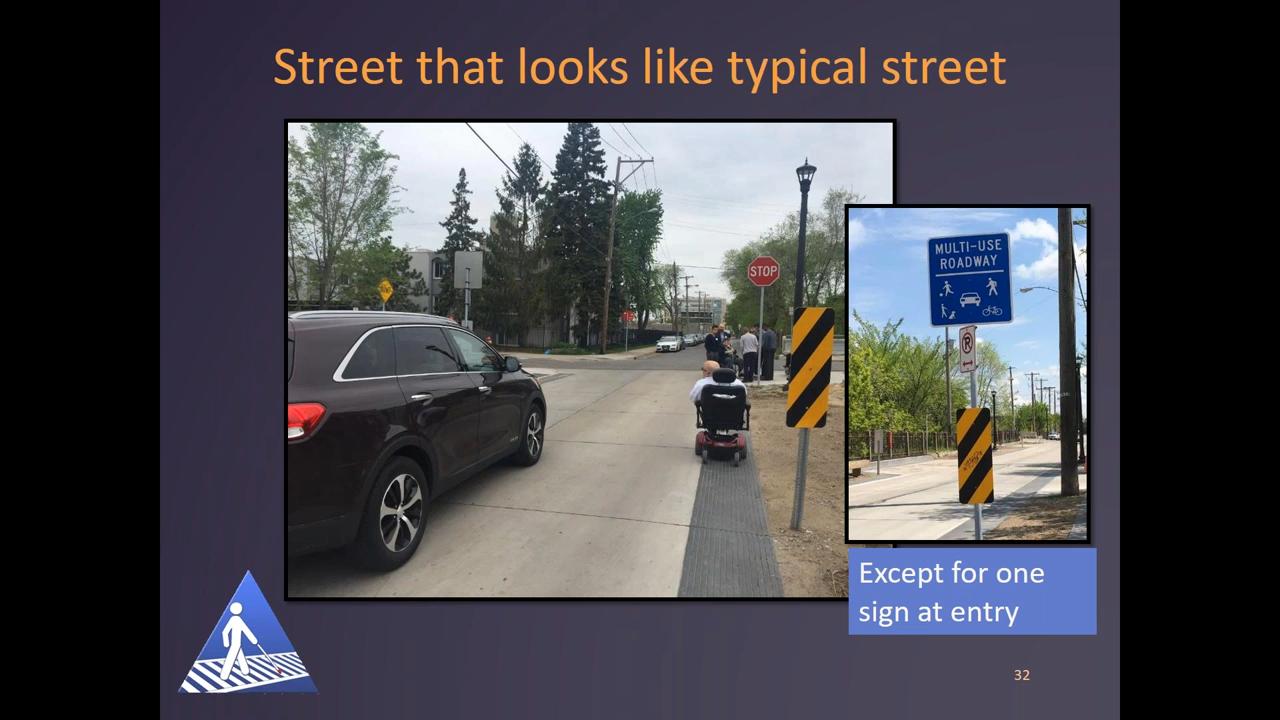 Street that looks like typical street
STOP
MULTI-USE
ROADWAY
Except for one
sign at entry
32